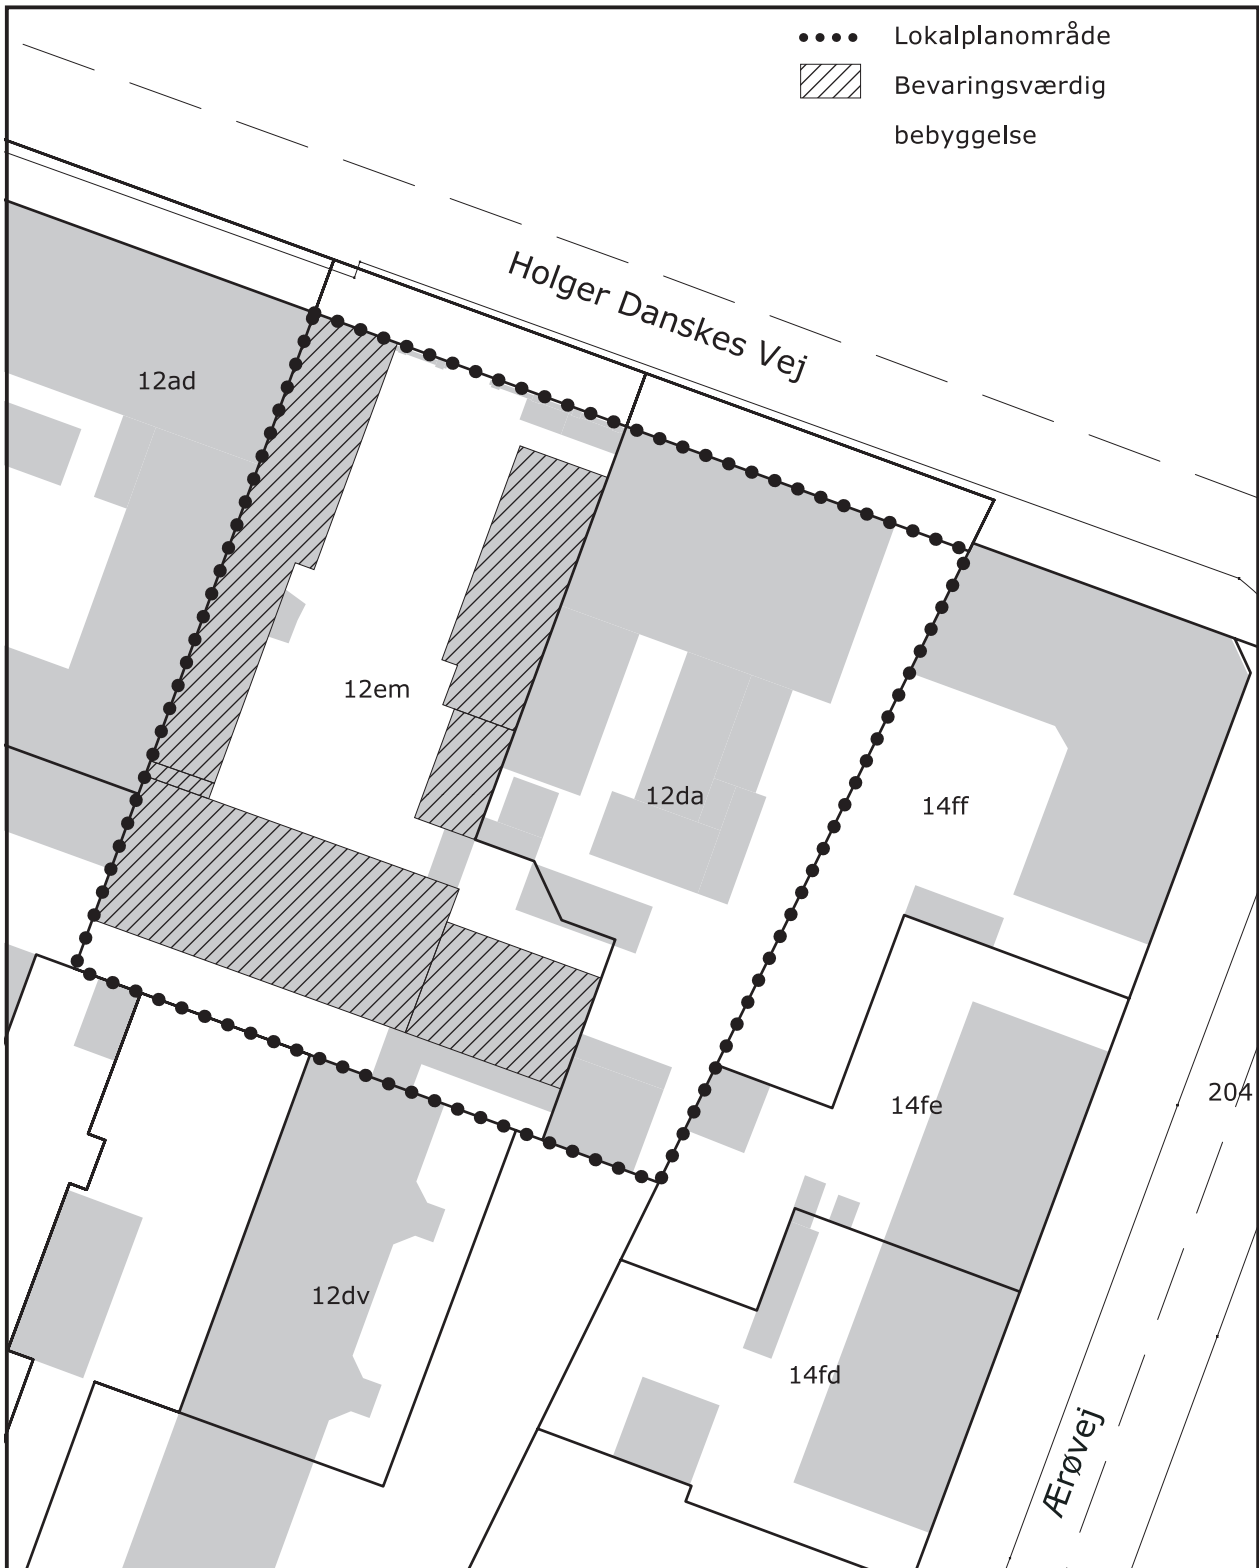 Lokalplanområde
Bevaringsværdig
bebyggelse
Holger Danskes Vej
12ad
12em
12da
14ff
14fe
204
12dv
14fd
Ærøvej